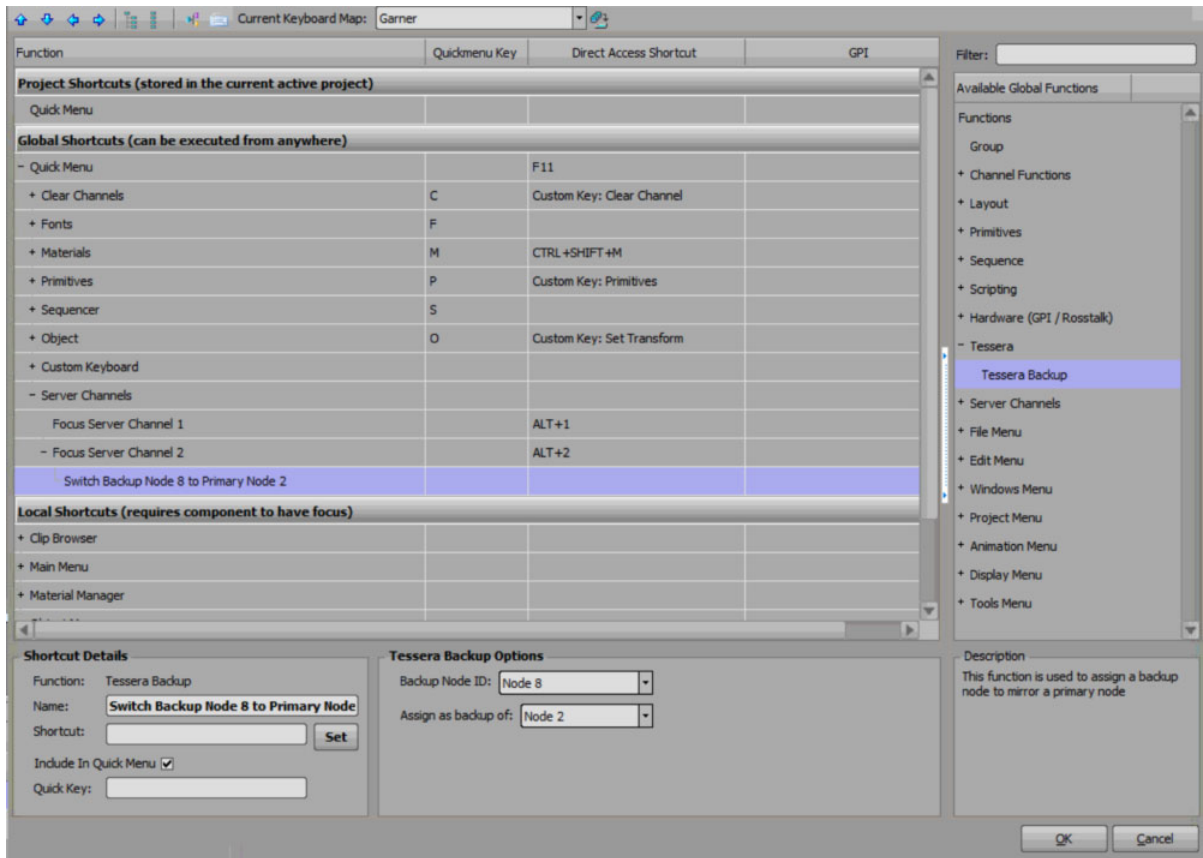 Current Keyboard Map: Garner
Function Quickmenu Key Direct Access Shortcut GPI
Project Shortcuts (stored in the current active project)
Quick Menu
Global Shortcuts (can be executed from anywhere)
- Quick Menu F11
+ Clear Channels C Custom Key: Clear Channel
+ Fonts F
+ Materials M CTRL+SHIFT+M
+ Primitives P Custom Key: Primitives
+ Sequencer S
+ Object O Custom Key: Set Transform
+ Custom Keyboard
- Server Channels
Focus Server Channel 1 ALT+1
- Focus Server Channel 2 ALT+2
Switch Backup Node 8 to Primary Node 2
Local Shortcuts (requires component to have focus)
+ Clip Browser
+ Main Menu
+ Material Manager
Filter:
Available Global Functions
Functions
Group
+ Channel Functions
+ Layout
+ Primitives
+ Sequence
+ Scripting
+ Hardware (GPI / Rosstalk)
- Tessera
Tessera Backup
+ Server Channels
+ File Menu
+ Edit Menu
+ Windows Menu
+ Project Menu
+ Animation Menu
+ Display Menu
+ Tools Menu
Shortcut Details
Function: Tessera Backup
Name: Switch Backup Node 8 to Primary Node
Shortcut: Set
Include In Quick Menu
Quick Key:
Tessera Backup Options
Backup Node ID: Node 8
Assign as backup of: Node 2
Description
This function is used to assign a backup
node to mirror a primary node
OK Cancel